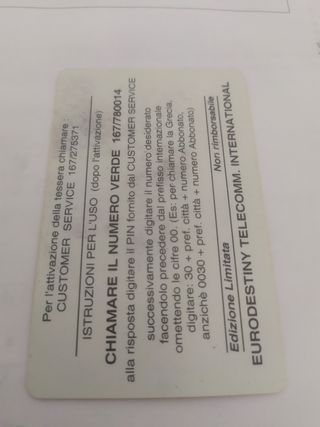 Per l'attivazione della tessera chiamare :
CUSTOMER SERVICE 167/275371
ISTRUZIONI PER L'USO (dopo l'attivazione)
CHIAMARE IL NUMERO VERDE 167/780014
alla risposta digitare il PIN fornito dal CUSTOMER SERVICE
successivamente digitare il numero desiderato
facendolo precedere dal prefisso internazionale
omettendo le cifre 00. (Es: per chiamare la Grecia:
digitare: 30 + pref. città + numero Abbonato,
anzichè 0030 + pref. città + numero Abbonato)
Edizione Limitata Non rimborsabile
EURODESTINY TELECOMM. INTERNATIONAL